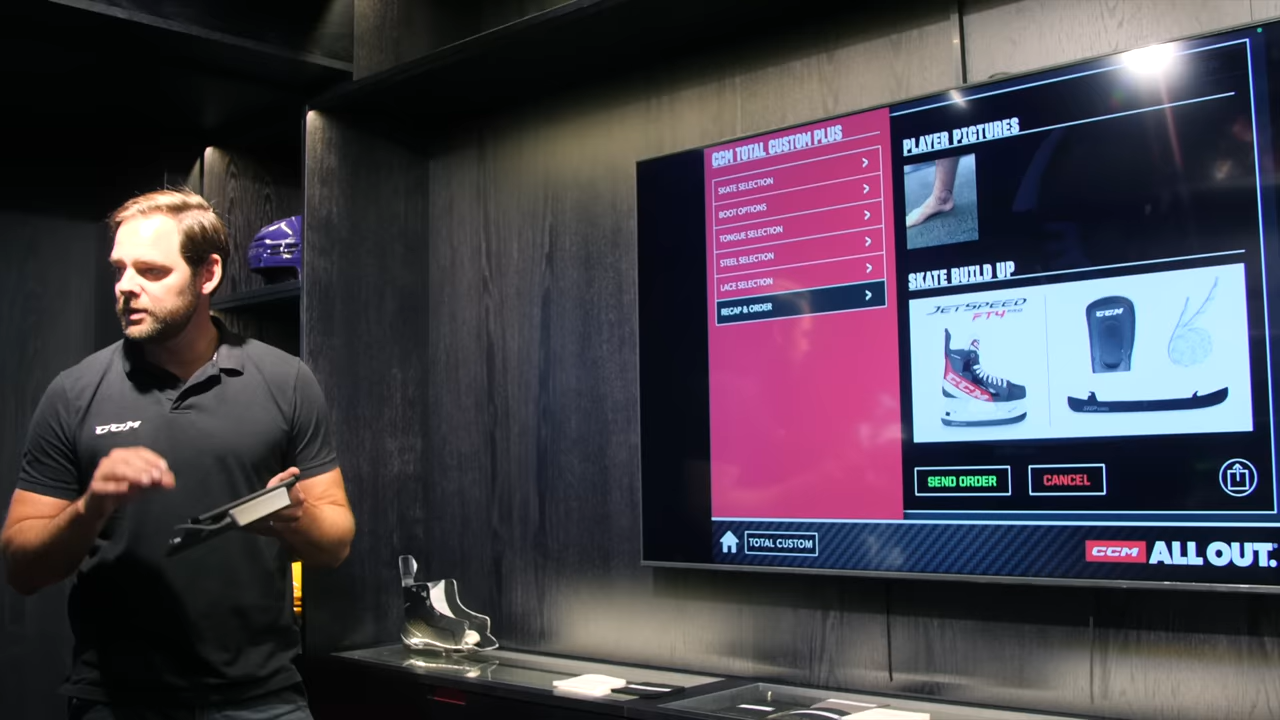 CCM
CCM TOTAL CUSTOM PLUS
SKATE SELECTION
BOOT OPTIONS
TONGUE SELECTION
STEEL SELECTION
LACE SELECTION
RECAP & ORDER
PLAYER PICTURES
SKATE BUILD UP
JETSPEED
FT4 PRO
CCM
CCM
SEND ORDER
CANCEL
TOTAL CUSTOM
CCM ALL OUT.